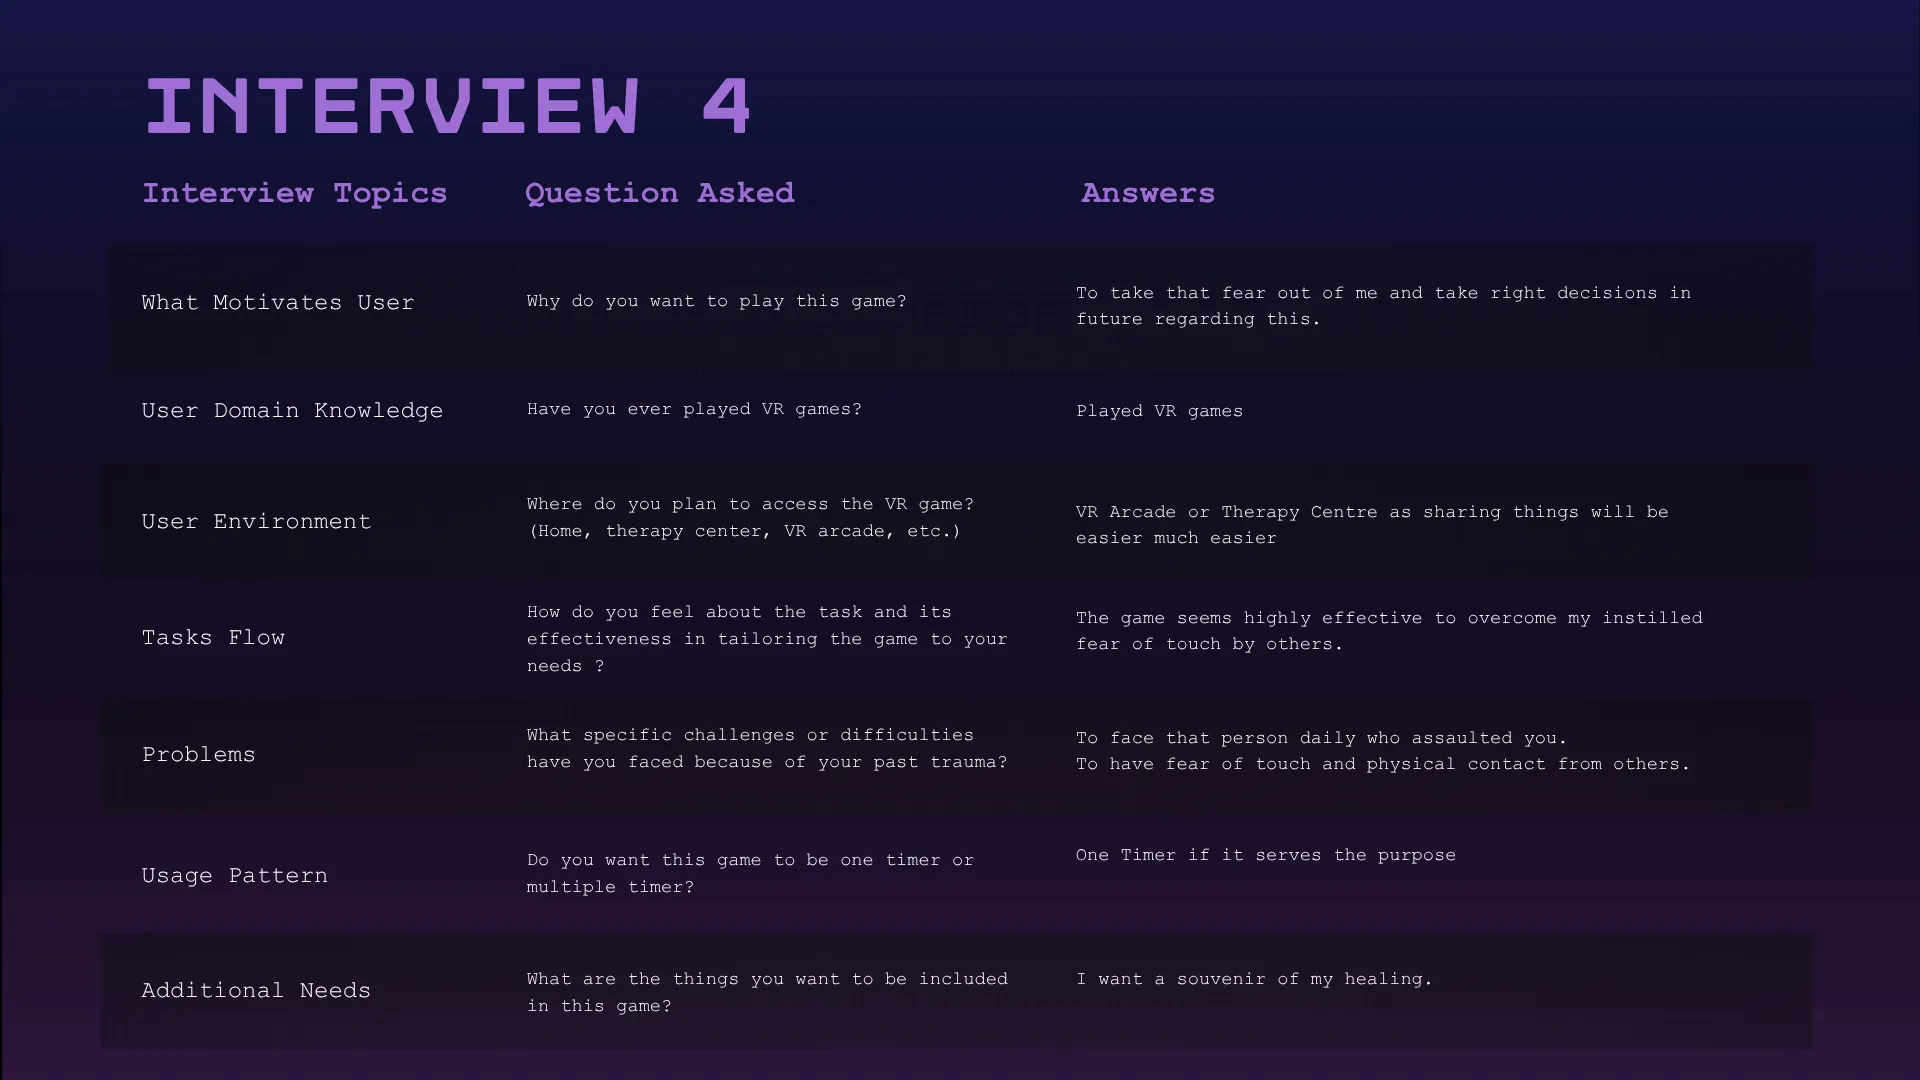 INTERVIEW 4
Interview Topics
Question Asked
Answers
What Motivates User
Why do you want to play this game?
To take that fear out of me and take right decisions in
future regarding this.
User Domain Knowledge
Have you ever played VR games?
Played VR games
User Environment
Where do you plan to access the VR game?
(Home, therapy center, VR arcade, etc.)
VR Arcade or Therapy Centre as sharing things will be
easier much easier
Tasks Flow
How do you feel about the task and its
effectiveness in tailoring the game to your
needs ?
The game seems highly effective to overcome my instilled
fear of touch by others.
Problems
What specific challenges or difficulties
have you faced because of your past trauma?
To face that person daily who assaulted you.
To have fear of touch and physical contact from others.
Usage Pattern
Do you want this game to be one timer or
multiple timer?
One Timer if it serves the purpose
Additional Needs
What are the things you want to be included
in this game?
I want a souvenir of my healing.